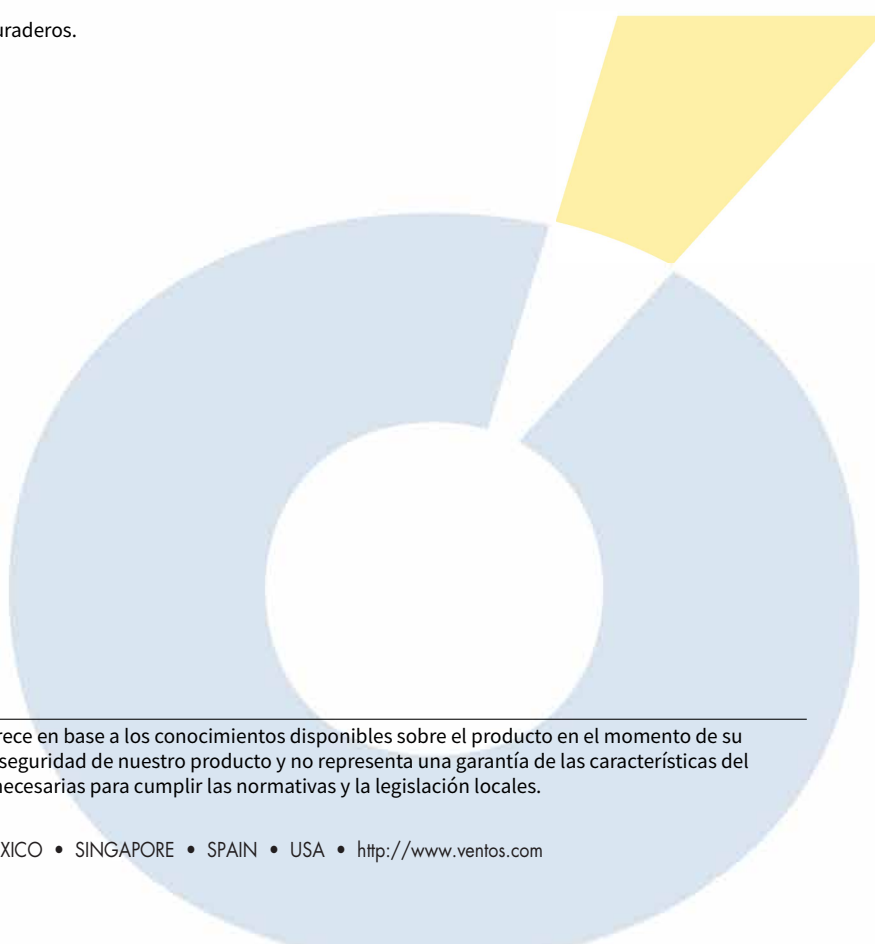 uraderos.
rece en base a los conocimientos disponibles sobre el producto en el momento de su
seguridad de nuestro producto y no representa una garantía de las características del
necesarias para cumplir las normativas y la legislación locales.
XICO • SINGAPORE • SPAIN • USA • http://www.ventos.com